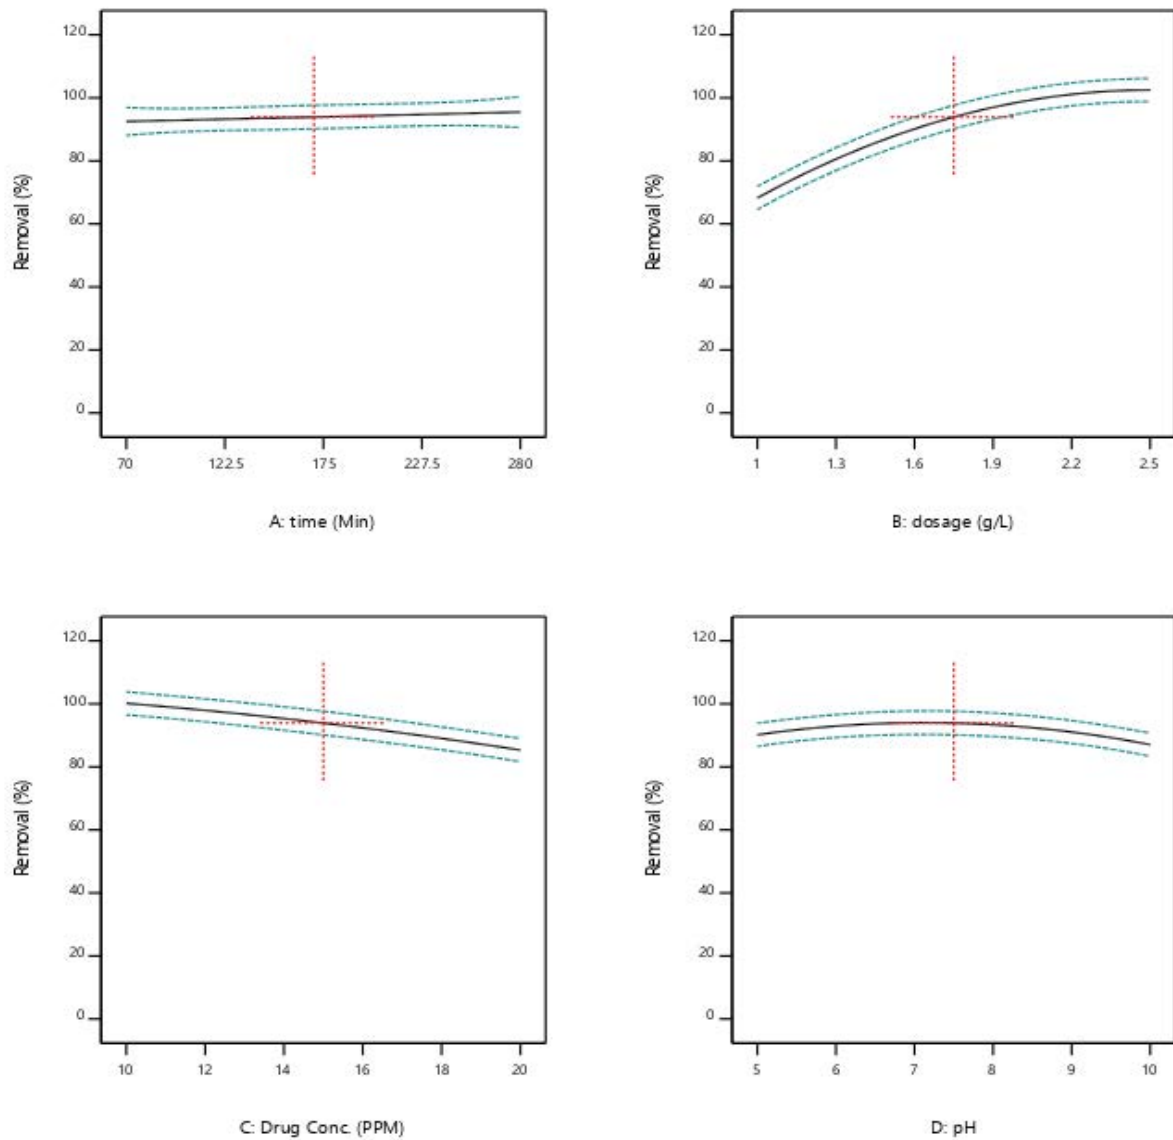 120
100
80
60
40
20
0
Removal (%)
70 122.5 175 227.5 280
A: time (Min)
120
100
80
60
40
20
0
Removal (%)
1 1.3 1.6 1.9 2.2 2.5
B: dosage (g/L)
120
100
80
60
40
20
0
Removal (%)
10 12 14 16 18 20
C: Drug Conc. (PPM)
120
100
80
60
40
20
0
Removal (%)
5 6 7 8 9 10
D: pH